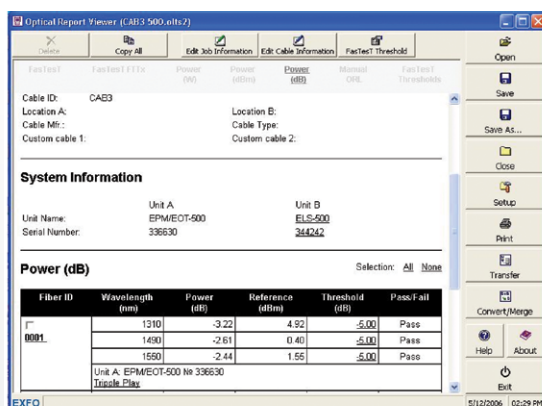 Optical Report Viewer (CAB3 500.olts2)
Delete Copy All Edit Job Information Edit Cable Information FasTesT Threshold
FasTesT FasTesT FTTx Power (W) Power (dBm) Power (dB) Manual ORL FasTesT Thresholds
Cable ID: CAB3
Location A: Location B:
Cable Mfr.: Cable Type:
Custom cable 1: Custom cable 2:
System Information
Unit A Unit B
Unit Name: EPM/EOT-500 ELS-500
Serial Number: 336630 344242
Power (dB) Selection: All None
Fiber ID Wavelength (nm) Power (dB) Reference (dBm) Threshold (dB) Pass/Fail
0001 1310 -3.22 4.92 -5.00 Pass
1490 -2.61 0.40 -5.00 Pass
1550 -2.44 1.55 -5.00 Pass
Unit A: EPM/EOT-500 № 336630
Tripple Play
Open
Save
Save As...
Close
Setup
Print
Transfer
Convert/Merge
Help About
Exit
EXFO 5/12/2006 02:29 PM